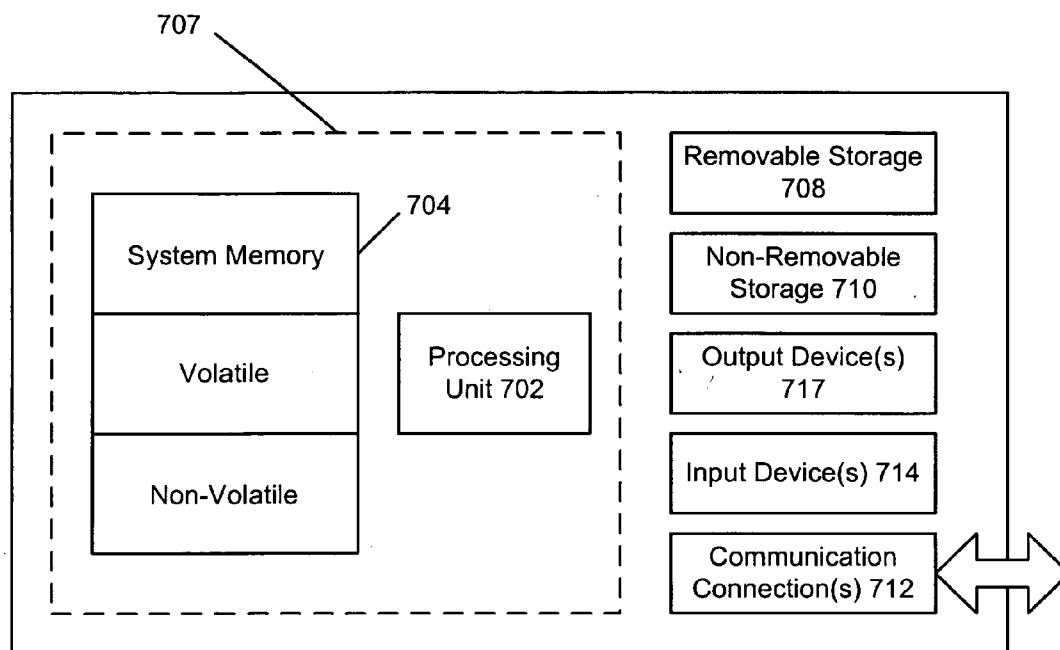 707
704
System Memory
Volatile
Non-Volatile
Processing
Unit 702
Removable Storage
708
Non-Removable
Storage 710
Output Device(s)
717
Input Device(s) 714
Communication
Connection(s) 712